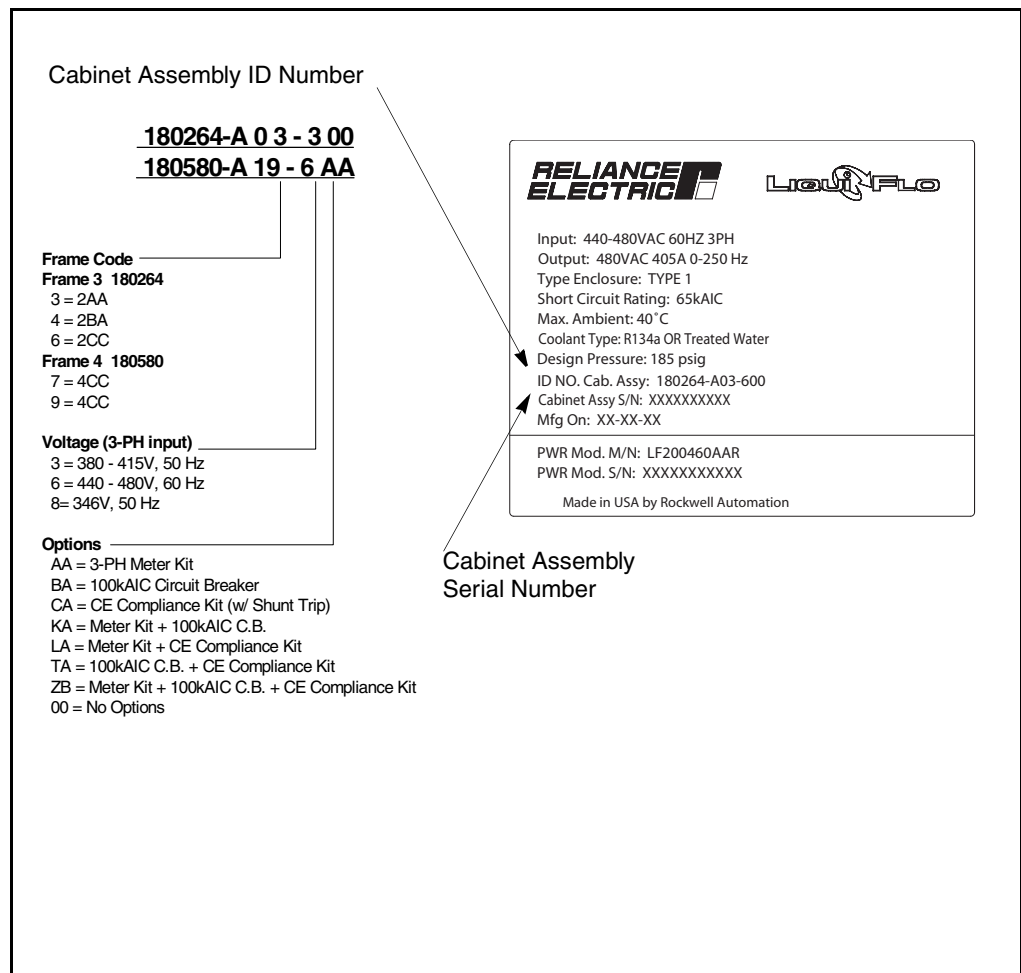 Cabinet Assembly ID Number
180264-A 0 3 - 3 00
180580-A 19 - 6 AA
Frame Code
Frame 3 180264
3 = 2AA
4 = 2BA
6 = 2CC
Frame 4 180580
7 = 4CC
9 = 4CC
Voltage (3-PH input)
3 = 380 - 415V, 50 Hz
6 = 440 - 480V, 60 Hz
8= 346V, 50 Hz
Options
AA = 3-PH Meter Kit
BA = 100kAIC Circuit Breaker
CA = CE Compliance Kit (w/ Shunt Trip)
KA = Meter Kit + 100kAIC C.B.
LA = Meter Kit + CE Compliance Kit
TA = 100kAIC C.B. + CE Compliance Kit
ZB = Meter Kit + 100kAIC C.B. + CE Compliance Kit
00 = No Options
RELIANCE
ELECTRIC
LIQUIFLO
Input: 440-480VAC 60HZ 3PH
Output: 480VAC 405A 0-250 Hz
Type Enclosure: TYPE 1
Short Circuit Rating: 65kAIC
Max. Ambient: 40˚C
Coolant Type: R134a OR Treated Water
Design Pressure: 185 psig
ID NO. Cab. Assy: 180264-A03-600
Cabinet Assy S/N: XXXXXXXXXX
Mfg On: XX-XX-XX
PWR Mod. M/N: LF200460AAR
PWR Mod. S/N: XXXXXXXXXXX
Made in USA by Rockwell Automation
Cabinet Assembly
Serial Number